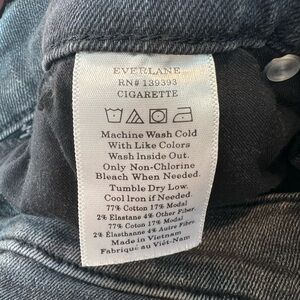 EVERLANE
RN# 139393
CIGARETTE
Machine Wash Cold
With Like Colors
Wash Inside Out.
Only Non-Chlorine
Bleach When Needed.
Tumble Dry Low.
Cool Iron if Needed.
77% Cotton 17% Modal
2% Elastane 4% Other Fiber.
77% Coton 17% Modal
2% Élasthanne 4% Autre Fibre.
Made in Vietnam
Fabriqué au Viêt-Nam